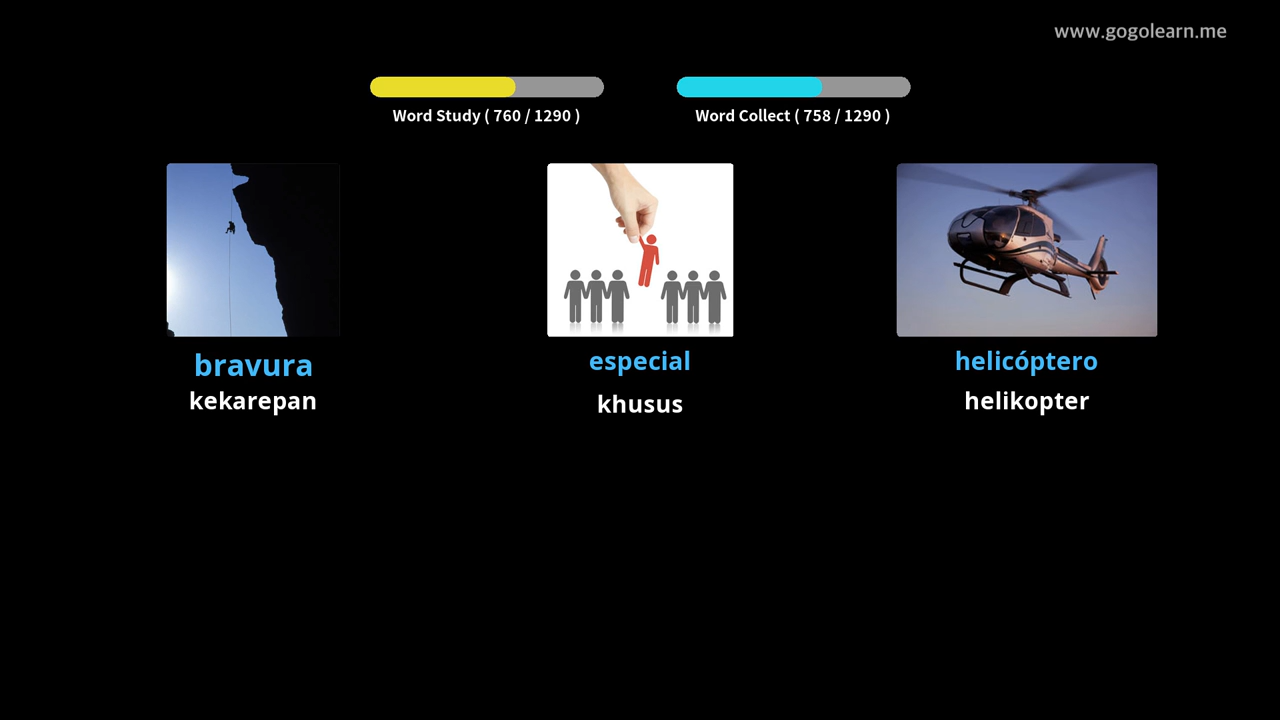 www.gogolearn.me
Word Study ( 760 / 1290 )
Word Collect ( 758 / 1290 )
bravura
kekarepan
especial
khusus
helicóptero
helikopter